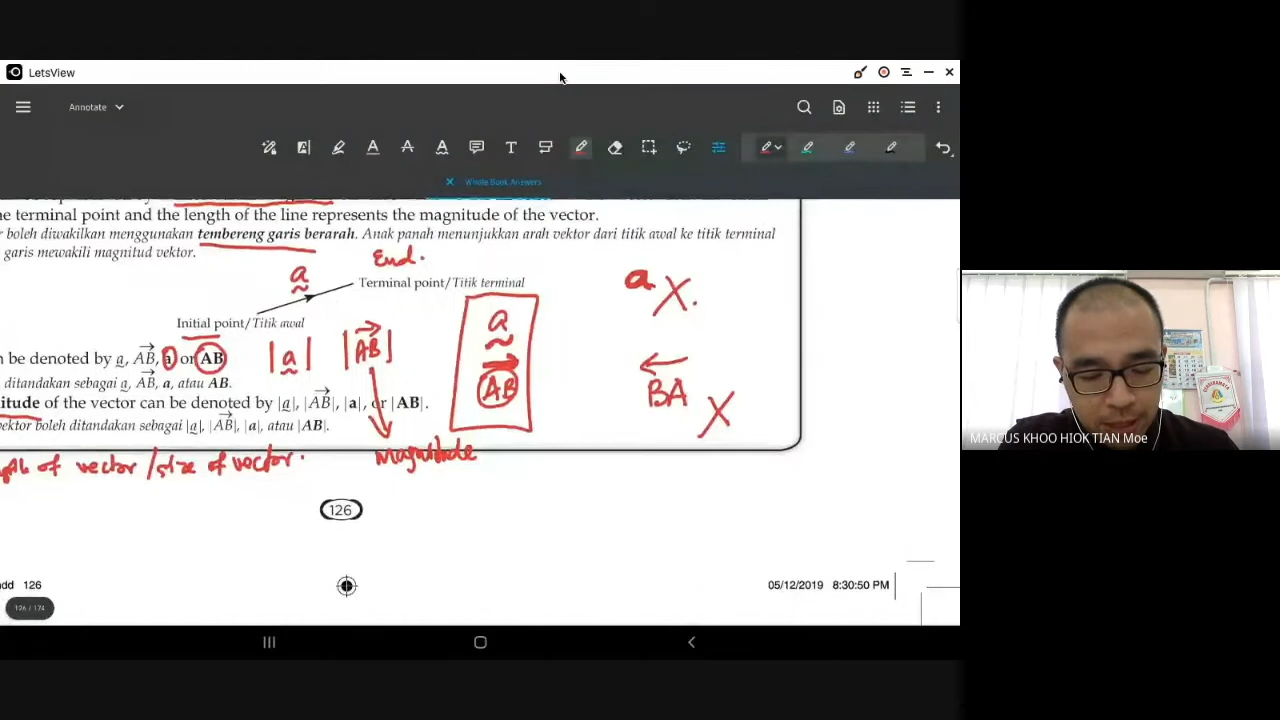 LetsView
Annotate
Whole Book Answers
he terminal point and the length of the line represents the magnitude of the vector.
r boleh diwakilkan menggunakan tembereng garis berarah. Anak panah menunjukkan arah vektor dari titik awal ke titik terminal
garis mewakili magnitud vektor.
End.
a
Terminal point/Titik terminal
Initial point/Titik awal
a X.
a
AB
|a| |AB|
n be denoted by a, AB, a, or AB.
ditandakan sebagai a, AB, a, atau AB.
BA
X
itude of the vector can be denoted by |a|, |AB|, |a|, or |AB|.
ektor boleh ditandakan sebagai |a|, |AB|, |a|, atau |AB|.
of vector / size of vector.
Magnitude
126
dd 126
05/12/2019 8:30:50 PM
126 / 174
MARCUS KHOO HIOK TIAN Moe